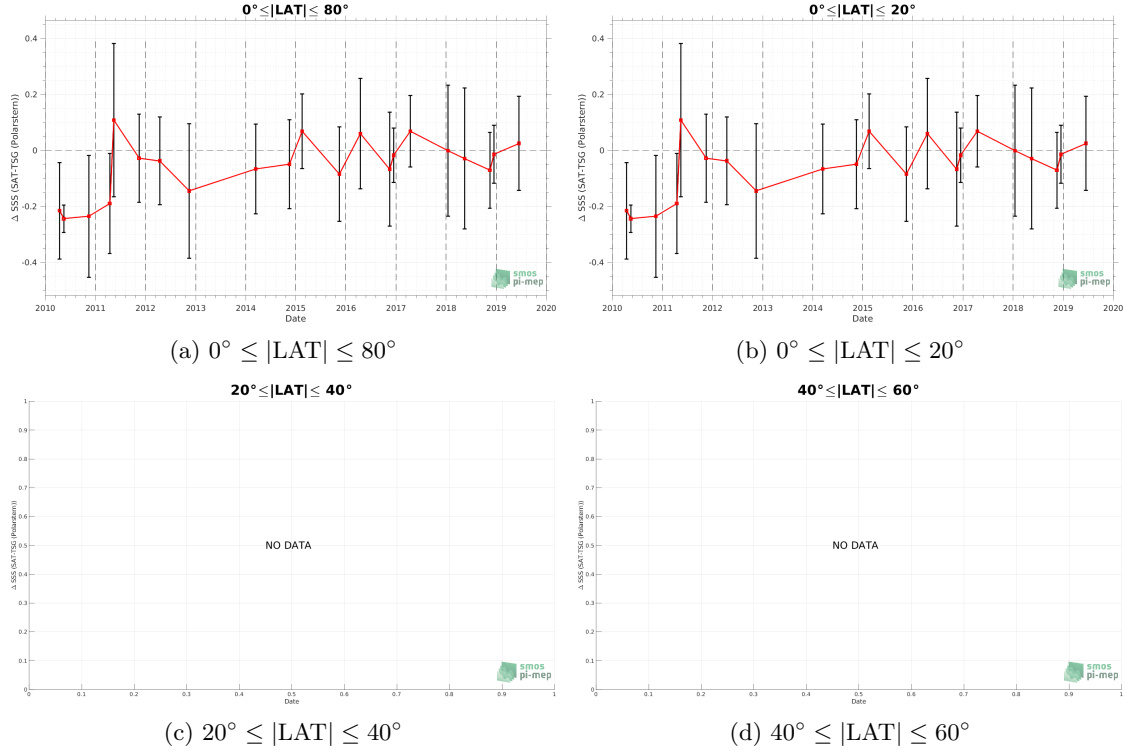 0°≤|LAT|≤ 80°
0.4
0.2
0
-0.2
-0.4
Δ SSS (SAT-TSG (Polarstern))
smos
pi-mep
2010 2011 2012 2013 2014 2015 2016 2017 2018 2019 2020
Date
(a) 0° ≤ |LAT| ≤ 80°
0°≤|LAT|≤ 20°
0.4
0.2
0
-0.2
-0.4
Δ SSS (SAT-TSG (Polarstern))
smos
pi-mep
2010 2011 2012 2013 2014 2015 2016 2017 2018 2019 2020
Date
(b) 0° ≤ |LAT| ≤ 20°
20°≤|LAT|≤ 40°
1
0.9
0.8
0.7
0.6
0.5
0.4
0.3
0.2
0.1
0
Δ SSS (SAT-TSG (Polarstern))
NO DATA
smos
pi-mep
0 0.1 0.2 0.3 0.4 0.5 0.6 0.7 0.8 0.9 1
Date
(c) 20° ≤ |LAT| ≤ 40°
40°≤|LAT|≤ 60°
1
0.9
0.8
0.7
0.6
0.5
0.4
0.3
0.2
0.1
0
Δ SSS (SAT-TSG (Polarstern))
NO DATA
smos
pi-mep
0 0.1 0.2 0.3 0.4 0.5 0.6 0.7 0.8 0.9 1
Date
(d) 40° ≤ |LAT| ≤ 60°